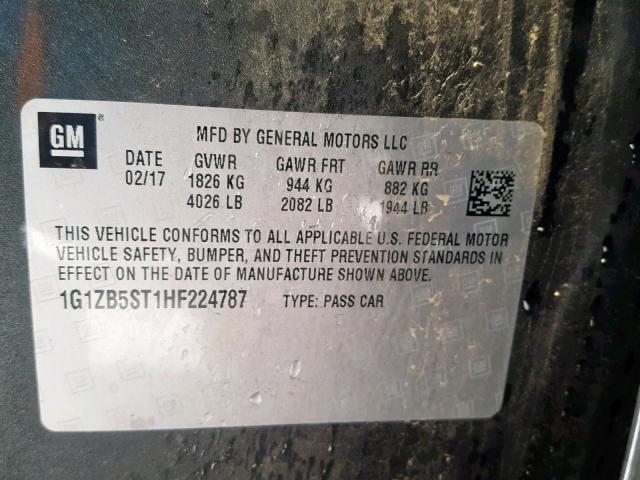 GM ®
MFD BY GENERAL MOTORS LLC
DATE GVWR GAWR FRT GAWR RR
02/17 1826 KG 944 KG 882 KG
4026 LB 2082 LB 1944 LB
THIS VEHICLE CONFORMS TO ALL APPLICABLE U.S. FEDERAL MOTOR
VEHICLE SAFETY, BUMPER, AND THEFT PREVENTION STANDARDS IN
EFFECT ON THE DATE OF MANUFACTURE SHOWN ABOVE.
1G1ZB5ST1HF224787 TYPE: PASS CAR